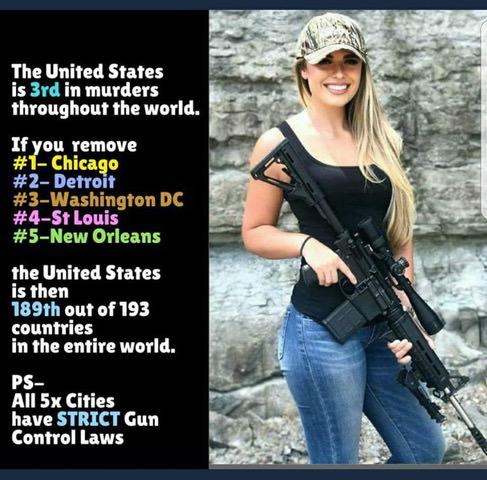 The United States
is 3rd in murders
throughout the world.
If you remove
#1- Chicago
#2- Detroit
#3-Washington DC
#4-St Louis
#5-New Orleans
the United States
is then
189th out of 193
countries
in the entire world.
PS-
All 5x Cities
have STRICT Gun
Control Laws